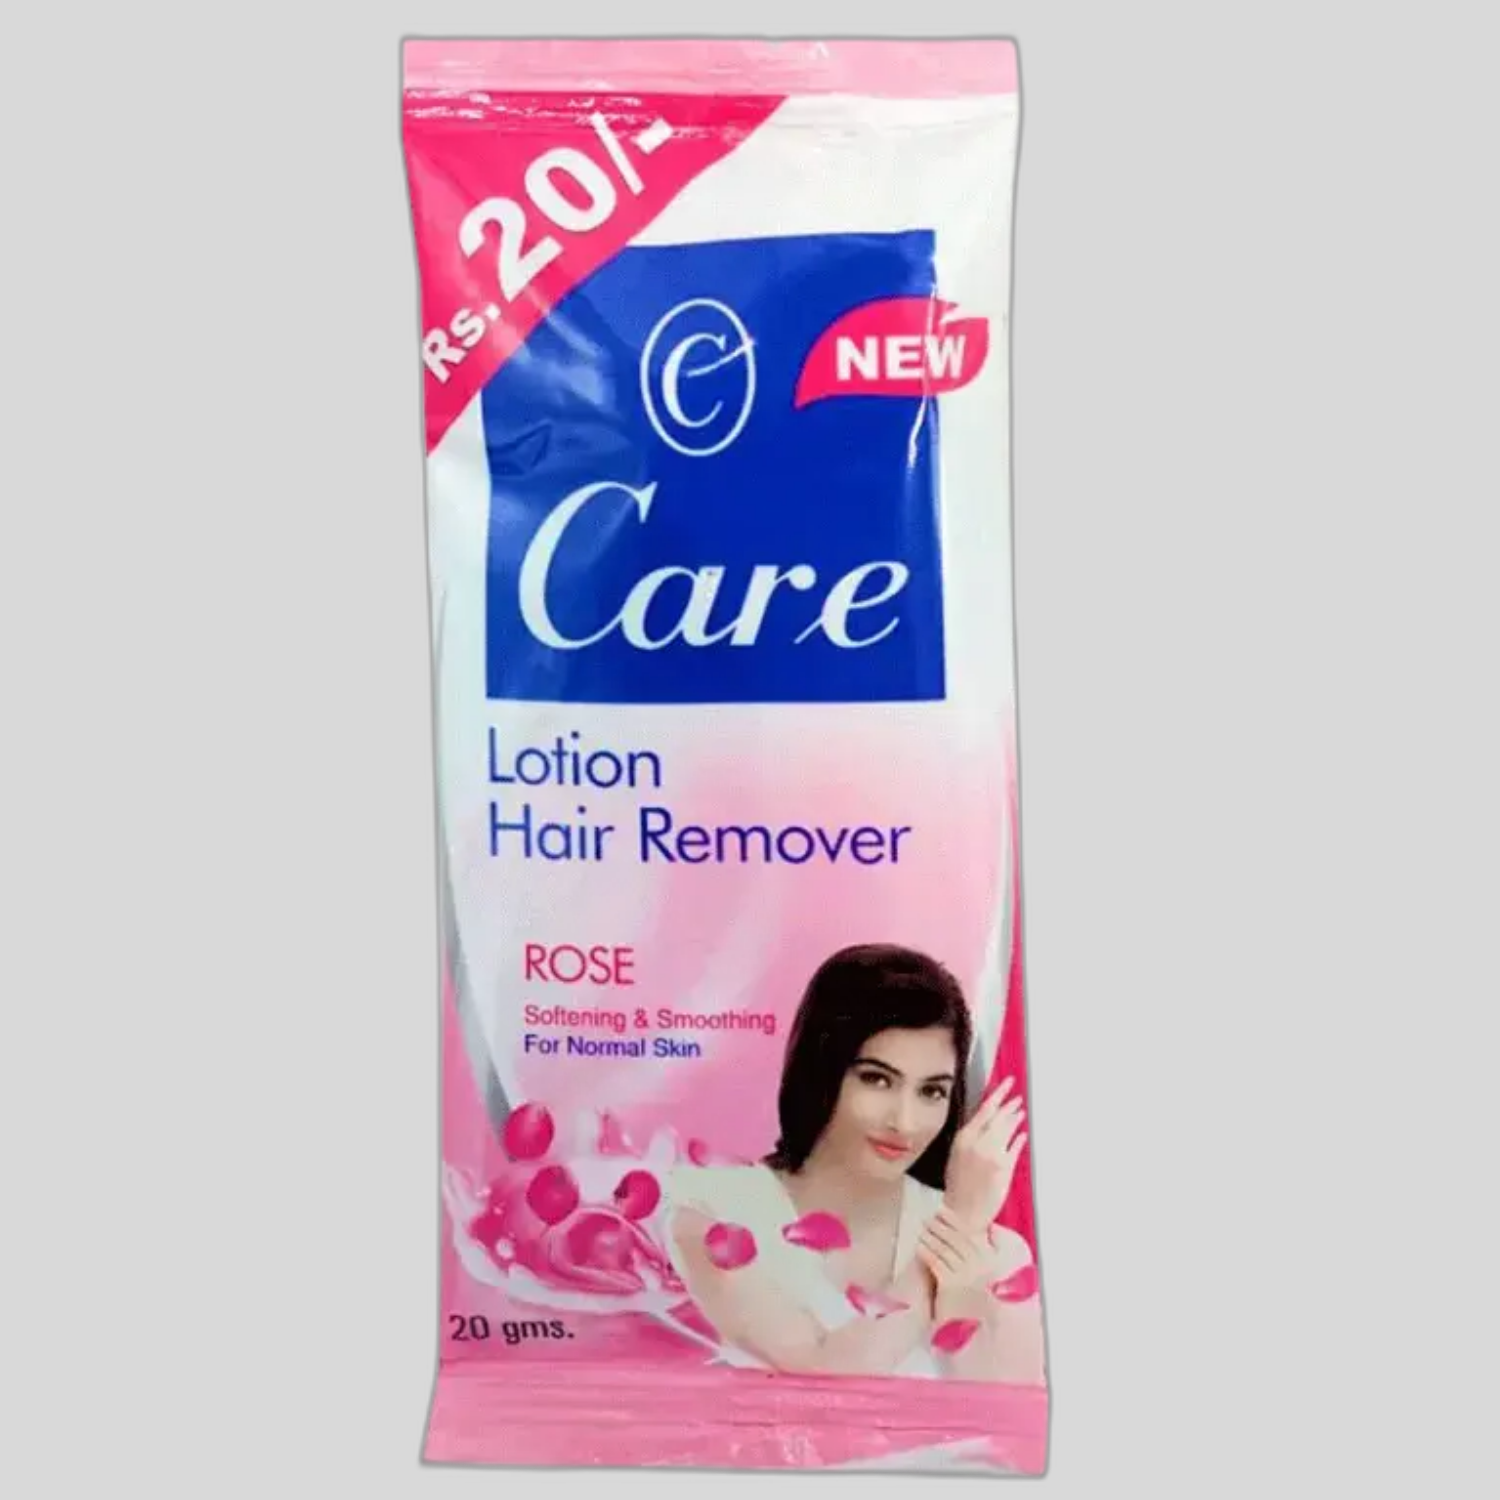 Rs. 20/-
C
NEW
Care
Lotion
Hair Remover
ROSE
Softening & Smoothing
For Normal Skin
20 gms.